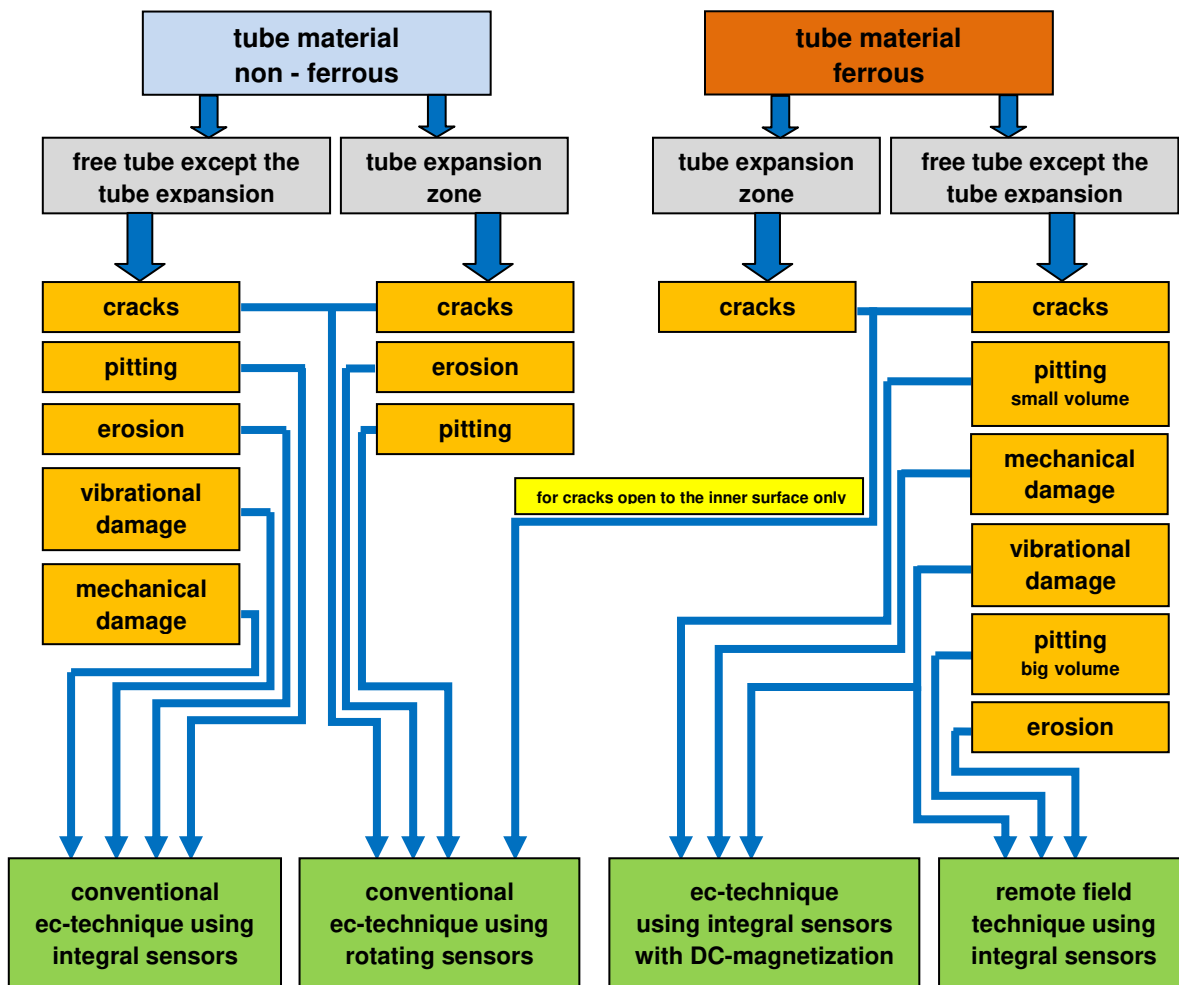 tube material
non - ferrous
tube material
ferrous
free tube except the
tube expansion
tube expansion
zone
tube expansion
zone
free tube except the
tube expansion
cracks
cracks
cracks
cracks
pitting
erosion
pitting
small volume
erosion
pitting
mechanical
damage
vibrational
damage
for cracks open to the inner surface only
vibrational
damage
mechanical
damage
pitting
big volume
erosion
conventional
ec-technique using
integral sensors
conventional
ec-technique using
rotating sensors
ec-technique
using integral sensors
with DC-magnetization
remote field
technique using
integral sensors